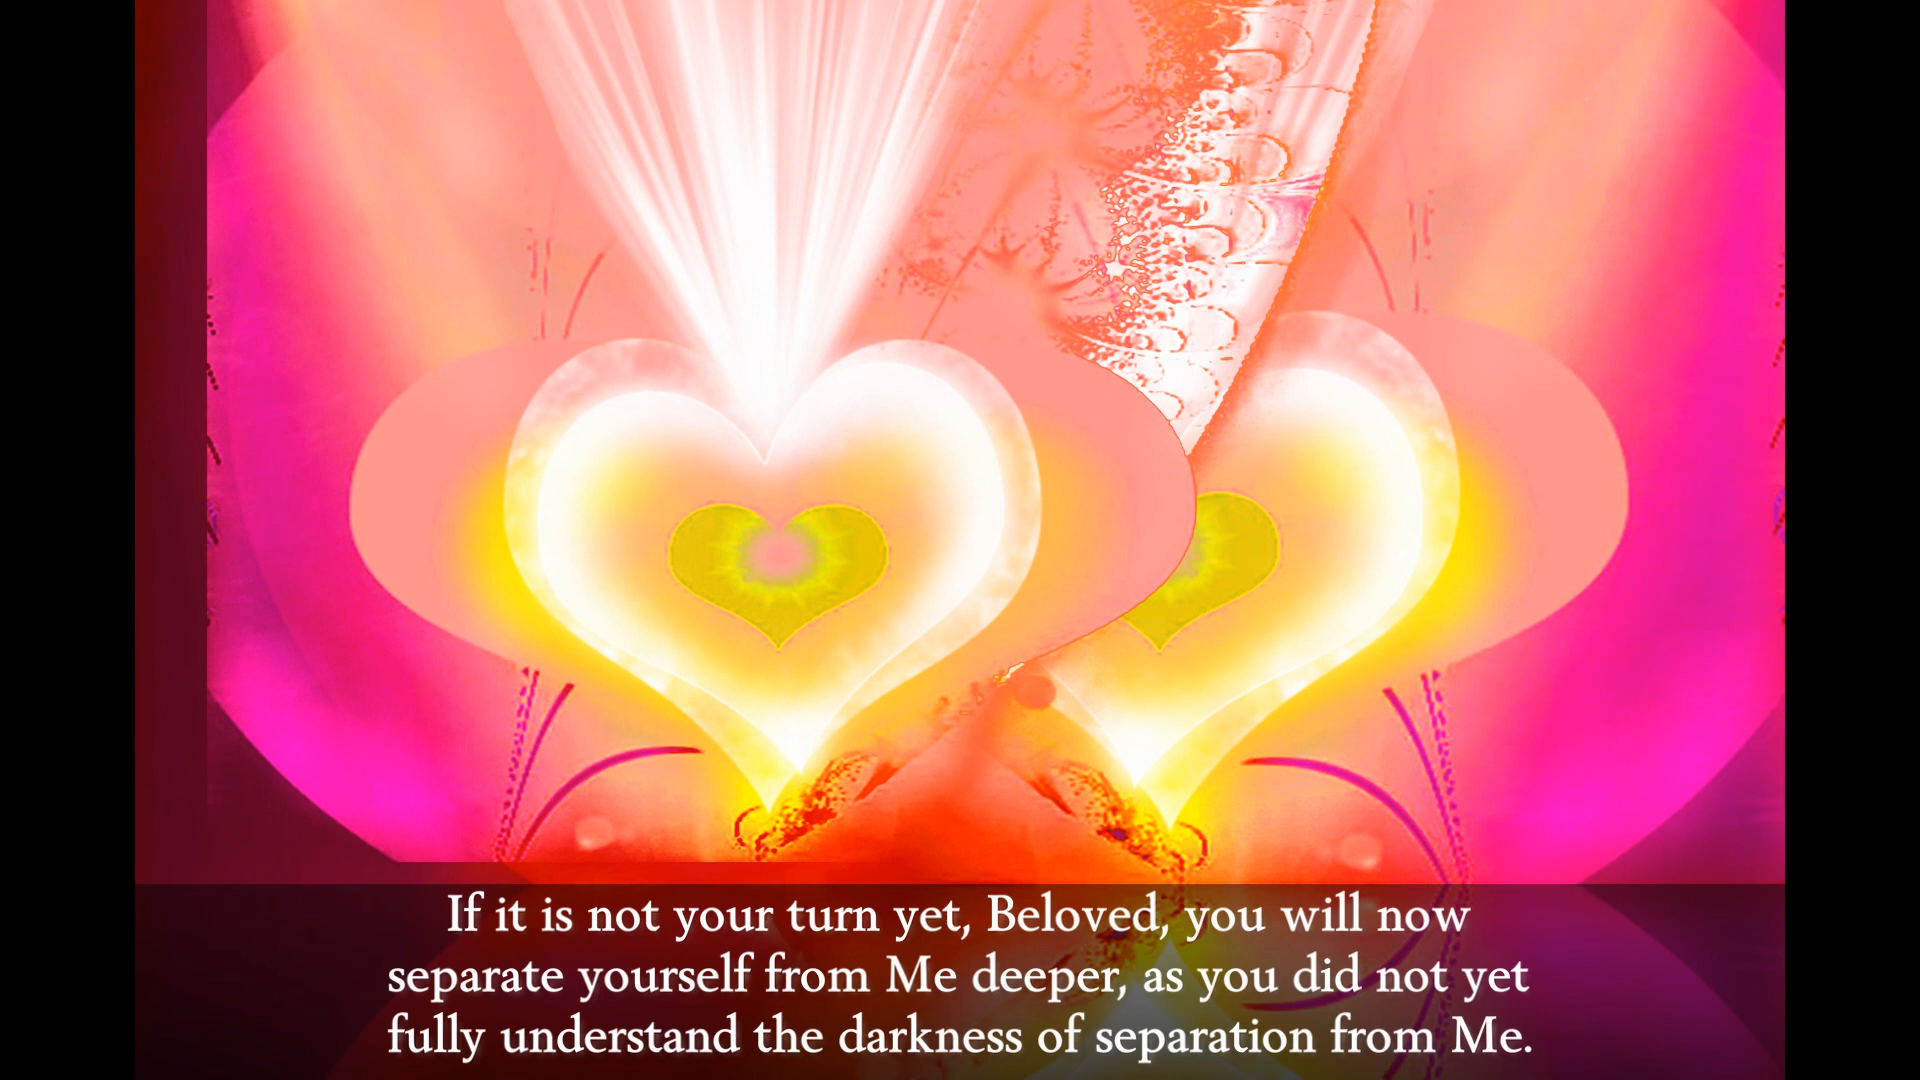 If it is not your turn yet, Beloved, you will now
separate yourself from Me deeper, as you did not yet
fully understand the darkness of separation from Me.